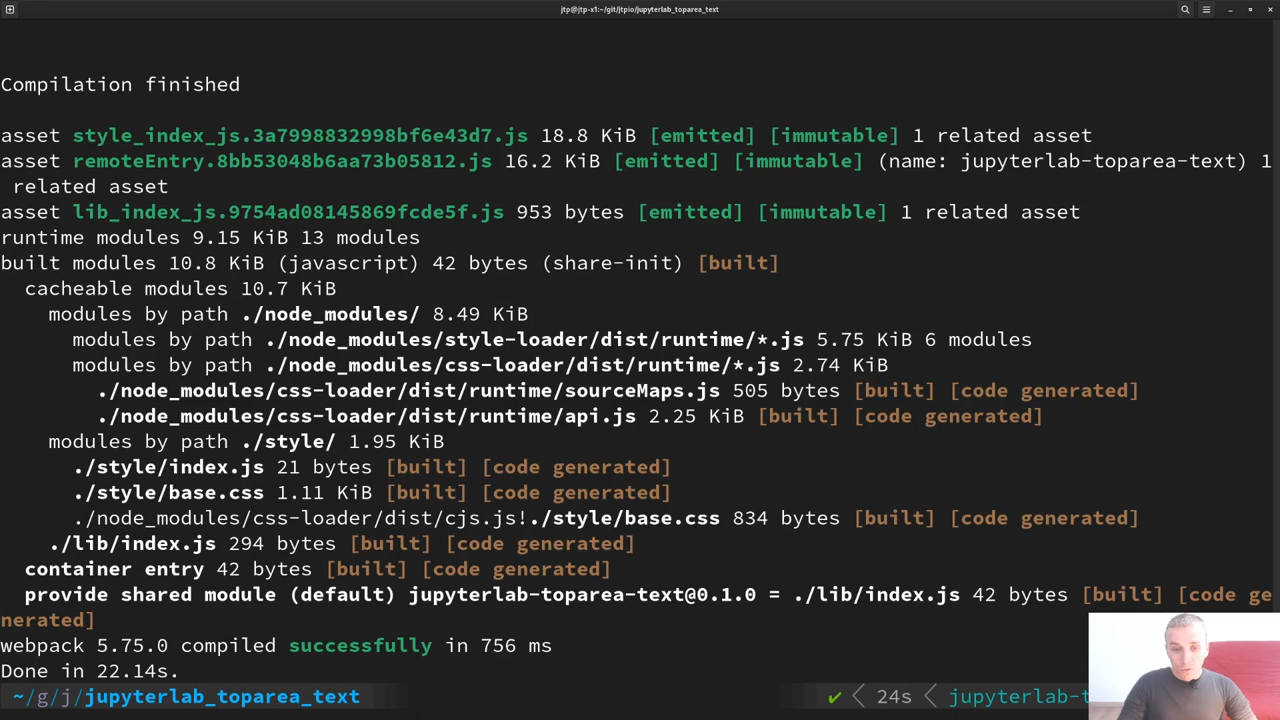 jtp@jtp-x1:~/git/jtpio/jupyterlab_toparea_text
Compilation finished
asset style_index_js.3a7998832998bf6e43d7.js 18.8 KiB [emitted] [immutable] 1 related asset
asset remoteEntry.8bb53048b6aa73b05812.js 16.2 KiB [emitted] [immutable] (name: jupyterlab-toparea-text) 1
 related asset
asset lib_index_js.9754ad08145869fcde5f.js 953 bytes [emitted] [immutable] 1 related asset
runtime modules 9.15 KiB 13 modules
built modules 10.8 KiB (javascript) 42 bytes (share-init) [built]
  cacheable modules 10.7 KiB
    modules by path ./node_modules/ 8.49 KiB
      modules by path ./node_modules/style-loader/dist/runtime/*.js 5.75 KiB 6 modules
      modules by path ./node_modules/css-loader/dist/runtime/*.js 2.74 KiB
        ./node_modules/css-loader/dist/runtime/sourceMaps.js 505 bytes [built] [code generated]
        ./node_modules/css-loader/dist/runtime/api.js 2.25 KiB [built] [code generated]
    modules by path ./style/ 1.95 KiB
      ./style/index.js 21 bytes [built] [code generated]
      ./style/base.css 1.11 KiB [built] [code generated]
      ./node_modules/css-loader/dist/cjs.js!./style/base.css 834 bytes [built] [code generated]
    ./lib/index.js 294 bytes [built] [code generated]
  container entry 42 bytes [built] [code generated]
  provide shared module (default) jupyterlab-toparea-text@0.1.0 = ./lib/index.js 42 bytes [built] [code ge
nerated]
webpack 5.75.0 compiled successfully in 756 ms
Done in 22.14s.
~/g/j/jupyterlab_toparea_text ✔ 24s jupyterlab-t